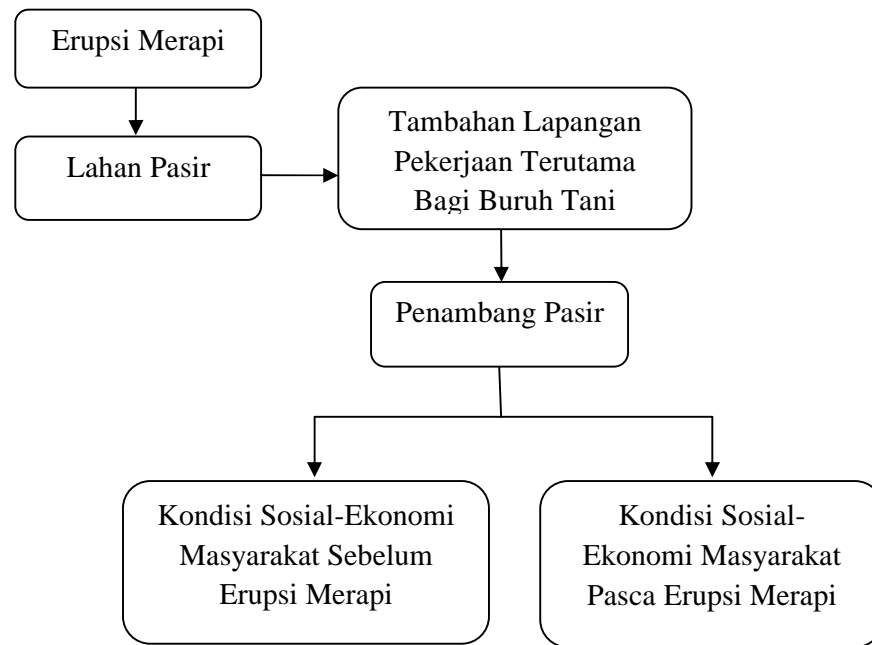 Erupsi Merapi
Lahan Pasir
Tambahan Lapangan
Pekerjaan Terutama
Bagi Buruh Tani
Penambang Pasir
Kondisi Sosial-Ekonomi
Masyarakat Sebelum
Erupsi Merapi
Kondisi Sosial-
Ekonomi Masyarakat
Pasca Erupsi Merapi